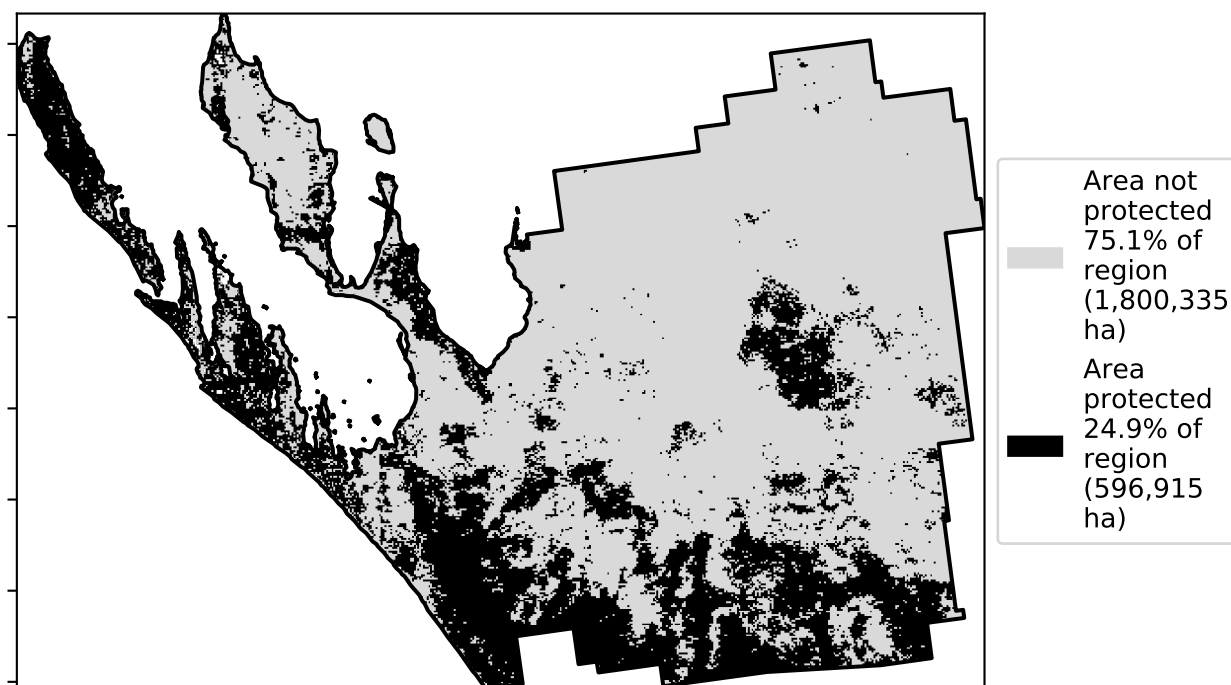 Area not
protected
75.1% of
region
(1,800,335
ha)
Area
protected
24.9% of
region
(596,915
ha)